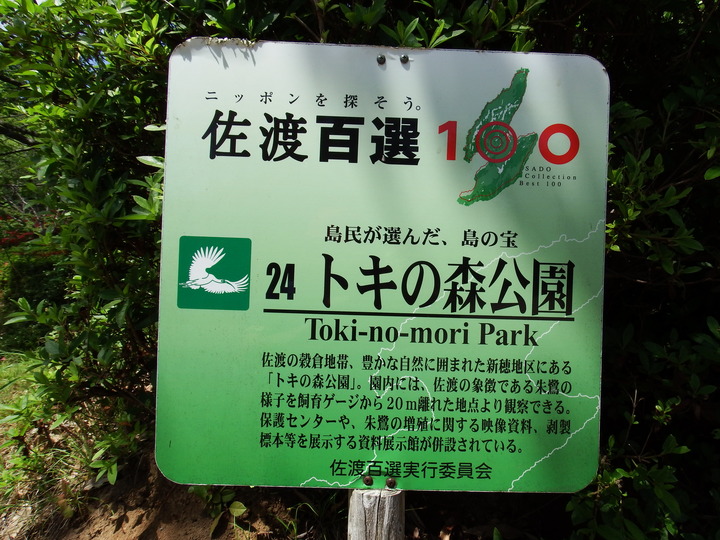 ニッポンを探そう。
佐渡百選 100
SADO
Collection
Best 100
島民が選んだ、島の宝
24 トキの森公園
Toki-no-mori Park
佐渡の穀倉地帯、豊かな自然に囲まれた新穂地区にある
「トキの森公園」。園内には、佐渡の象徴である朱鷺の
様子を飼育ゲージから20m離れた地点より観察できる。
保護センターや、朱鷺の増殖に関する映像資料、剥製
標本等を展示する資料展示館が併設されている。
佐渡百選実行委員会